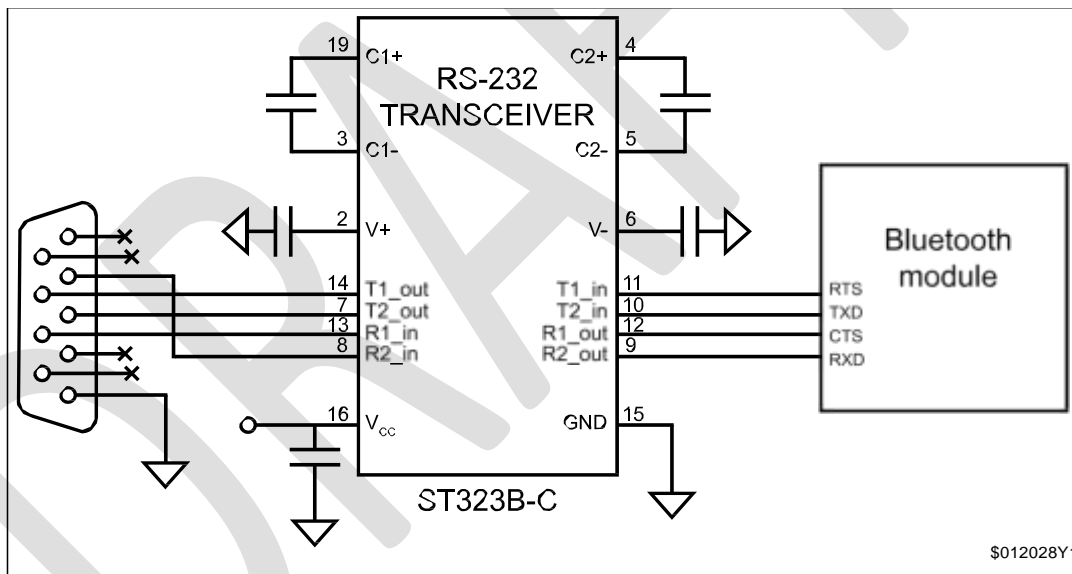 19 C1+ C2+ 4
RS-232
TRANSCEIVER
3 C1- C2- 5
2 V+ V- 6
14 T1_out T1_in 11 RTS
7 T2_out T2_in 10 TXD
13 R1_in R1_out 12 CTS
8 R2_in R2_out 9 RXD
Bluetooth
module
16 Vcc GND 15
ST323B-C
$012028Y1
DRAFT